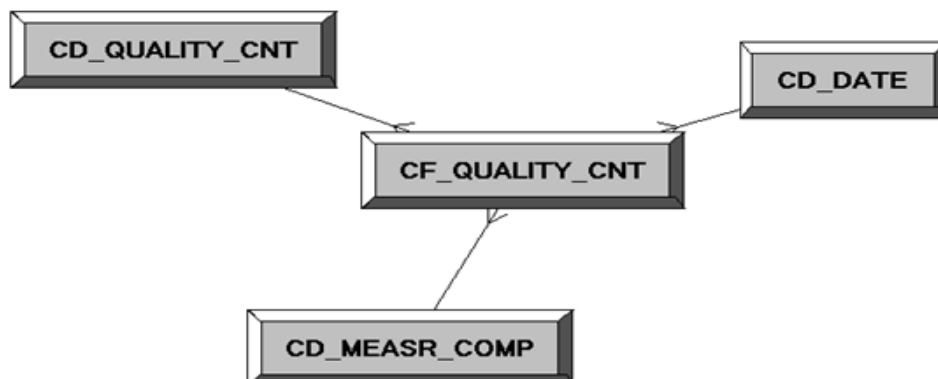 CD_QUALITY_CNT
CD_DATE
CF_QUALITY_CNT
CD_MEASR_COMP